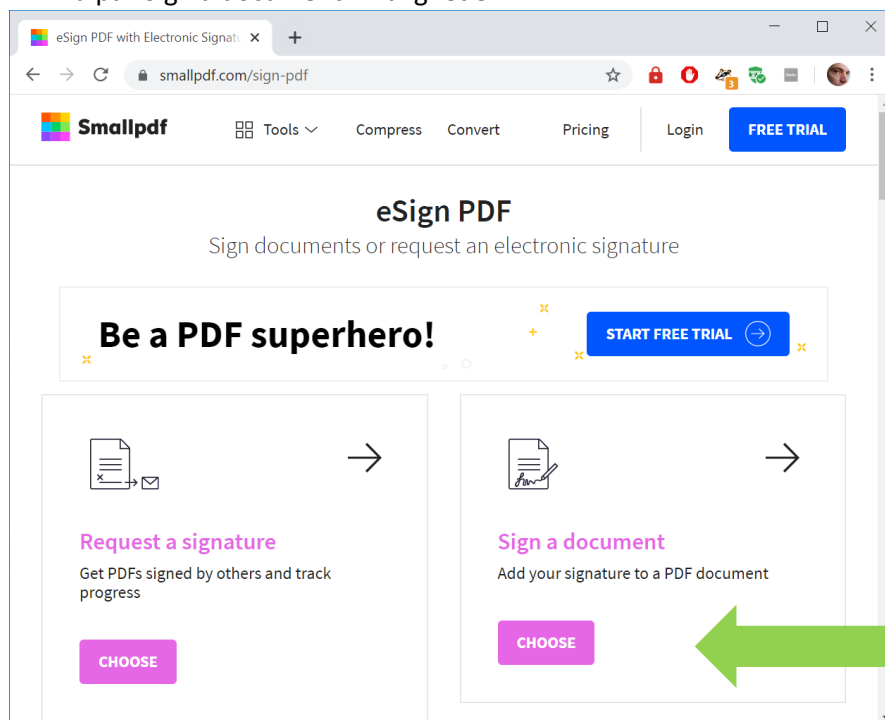 eSign PDF with Electronic Signatu
smallpdf.com/sign-pdf
3
Smallpdf Tools Compress Convert Pricing Login FREE TRIAL
eSign PDF
Sign documents or request an electronic signature
Be a PDF superhero! START FREE TRIAL
Request a signature
Get PDFs signed by others and track
progress
CHOOSE
Sign a document
Add your signature to a PDF document
CHOOSE